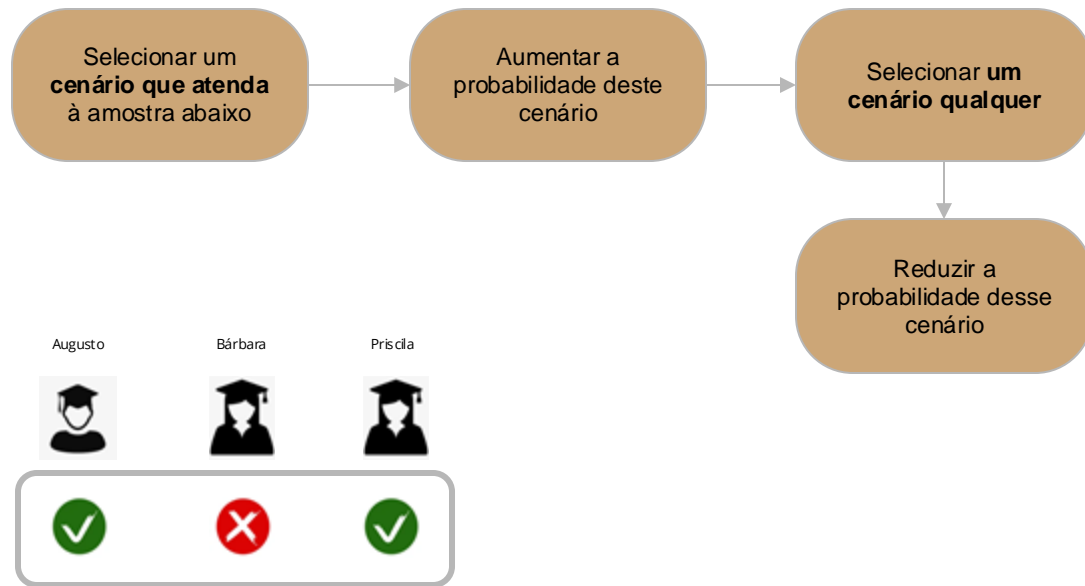 Selecionar um
cenário que atenda
à amostra abaixo
Aumentar a
probabilidade deste
cenário
Selecionar um
cenário qualquer
Reduzir a
probabilidade desse
cenário
Augusto
Bárbara
Priscila